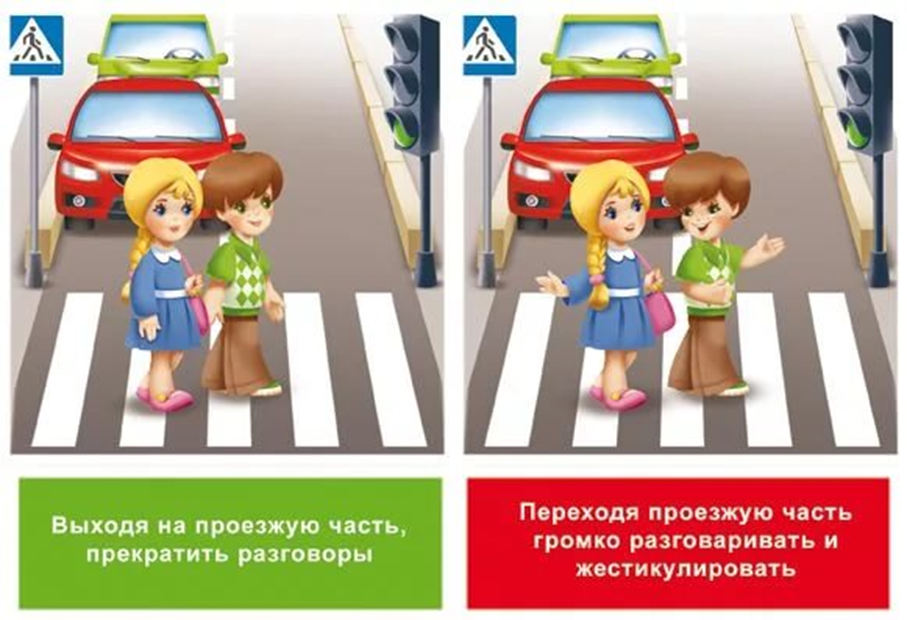 Выходя на проезжую часть,
прекратить разговоры
Переходя проезжую часть
громко разговаривать и
жестикулировать